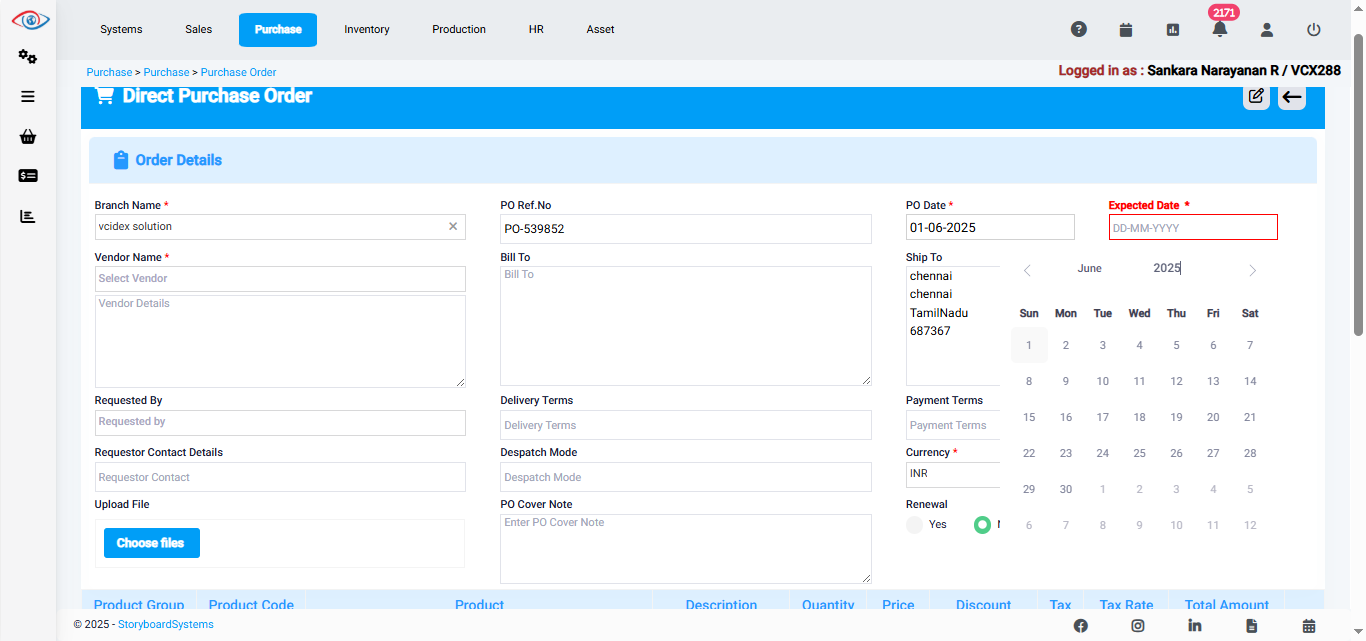 2171
Systems Sales Purchase Inventory Production HR Asset
Purchase > Purchase > Purchase Order
Logged in as : Sankara Narayanan R / VCX288
Direct Purchase Order
Order Details
Branch Name *
vcidex solution
PO Ref.No
PO-539852
PO Date *
01-06-2025
Expected Date *
DD-MM-YYYY
Vendor Name *
Select Vendor
Vendor Details
Bill To
Bill To
Ship To
chennai
chennai
TamilNadu
687367
June 2025
Sun Mon Tue Wed Thu Fri Sat
1 2 3 4 5 6 7
8 9 10 11 12 13 14
15 16 17 18 19 20 21
22 23 24 25 26 27 28
29 30 1 2 3 4 5
6 7 8 9 10 11 12
Requested By
Requested by
Delivery Terms
Delivery Terms
Payment Terms
Payment Terms
Requestor Contact Details
Requestor Contact
Despatch Mode
Despatch Mode
Currency *
INR
Upload File
Choose files
PO Cover Note
Enter PO Cover Note
Renewal
Yes
Product Group Product Code Product Description Quantity Price Discount Tax Tax Rate Total Amount
© 2025 - StoryboardSystems